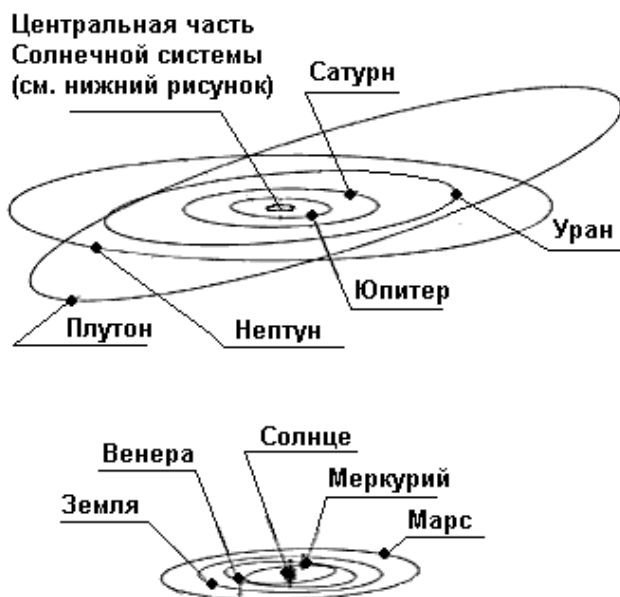 Центральная часть
Солнечной системы
(см. нижний рисунок)
Сатурн
Уран
Юпитер
Плутон
Нептун
Солнце
Венера
Меркурий
Земля
Марс